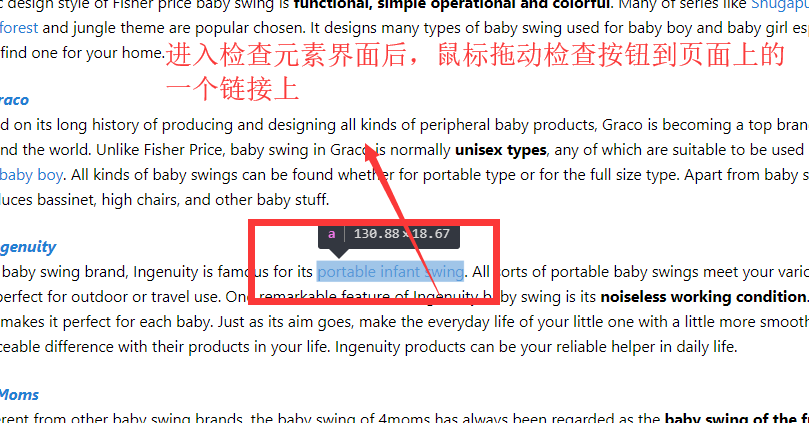 design style of Fisher price baby swing is functional, simple operational and colorful. Many of series like Shugapu
forest and jungle theme are popular chosen. It designs many types of baby swing used for baby boy and baby girl esp
find one for your home.
进入检查元素界面后，鼠标拖动检查按钮到页面上的
一个链接上
raco
d on its long history of producing and designing all kinds of peripheral baby products, Graco is becoming a top bran
nd the world. Unlike Fisher Price, baby swing in Graco is normally unisex types, any of which are suitable to be used
baby boy. All kinds of baby swings can be found whether for portable type or for the full size type. Apart from baby s
duces bassinet, high chairs, and other baby stuff.
a 130.88×18.67
ngenuity
baby swing brand, Ingenuity is famous for its portable infant swing. All sorts of portable baby swings meet your vario
perfect for outdoor or travel use. One remarkable feature of Ingenuity baby swing is its noiseless working condition.
makes it perfect for each baby. Just as its aim goes, make the everyday life of your little one with a little more smooth
ceable difference with their products in your life. Ingenuity products can be your reliable helper in daily life.
Moms
erent from other baby swing brands, the baby swing of 4moms has always been regarded as the baby swing of the fu